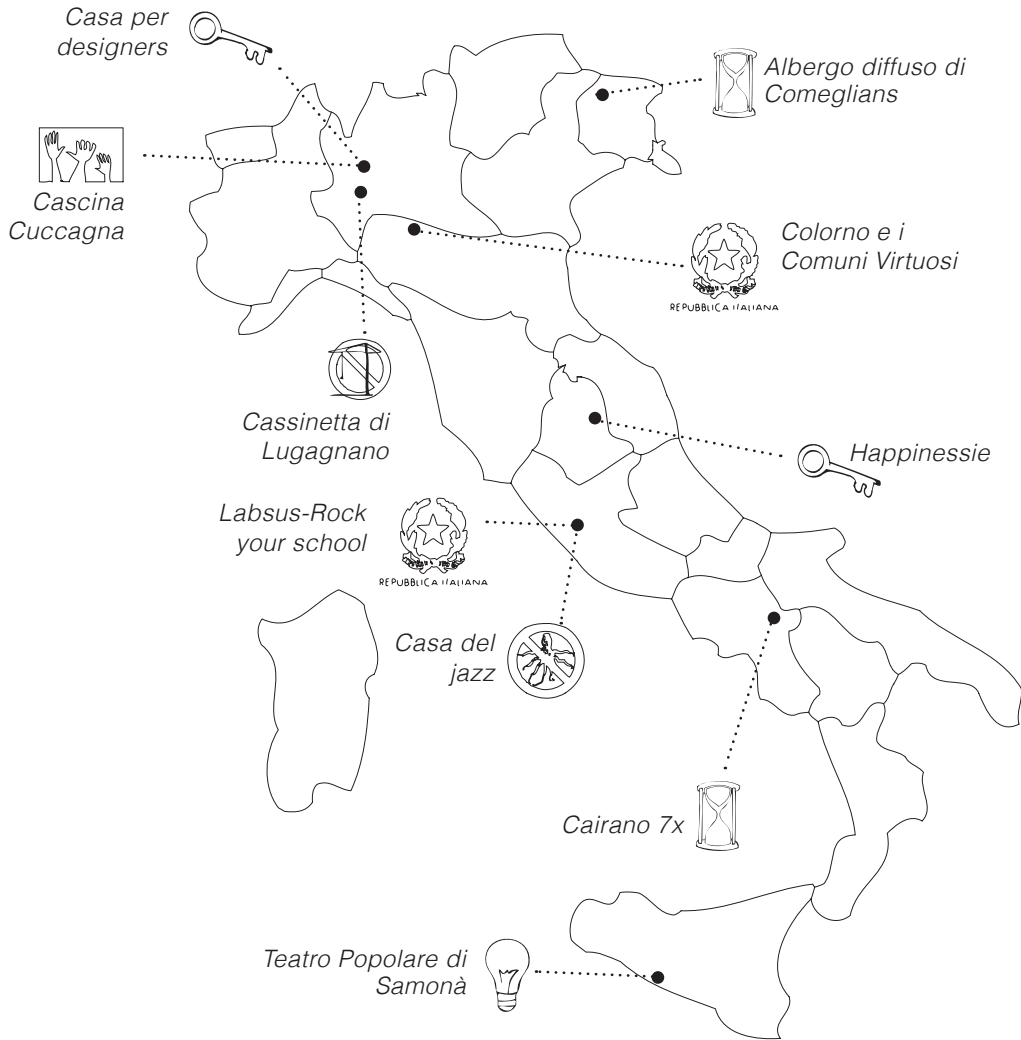 Casa per
designers
Albergo diffuso di
Comeglians
Cascina
Cuccagna
Colorno e i
Comuni Virtuosi
REPUBBLICA ITALIANA
Cassinetta di
Lugagnano
Happinessie
Labsus-Rock
your school
REPUBBLICA ITALIANA
Casa del
jazz
Cairano 7x
Teatro Popolare di
Samonà